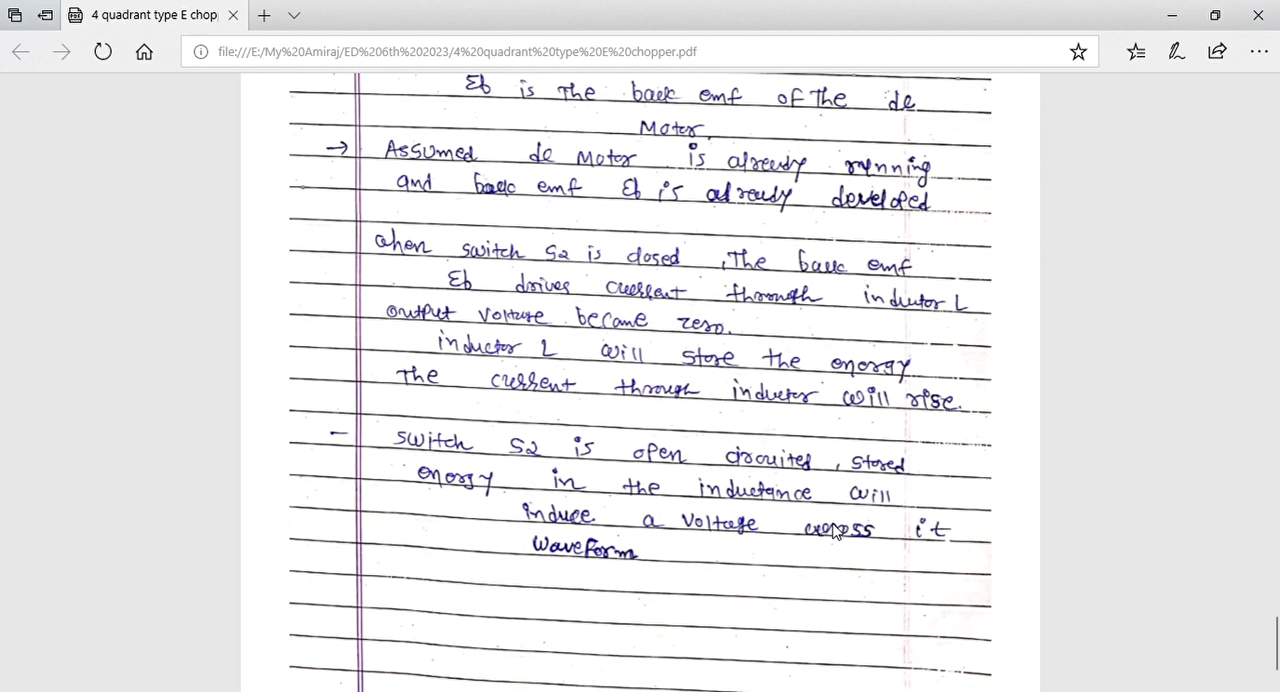 4 quadrant type E chop
file:///E:/My%20Amiraj/ED%206th%202023/4%20quadrant%20type%20E%20chopper.pdf
Eb is the back emf of the dc
Motor.
→ Assumed dc Motor is already running
and back emf Eb is already developed
when switch S2 is closed, The back emf
Eb drives current through inductor L
output voltage became zero.
inductor L will store the energy
The current through inductor will rise.
- switch S2 is open circuited, stored
energy in the inductance will
induce a voltage across it
waveform